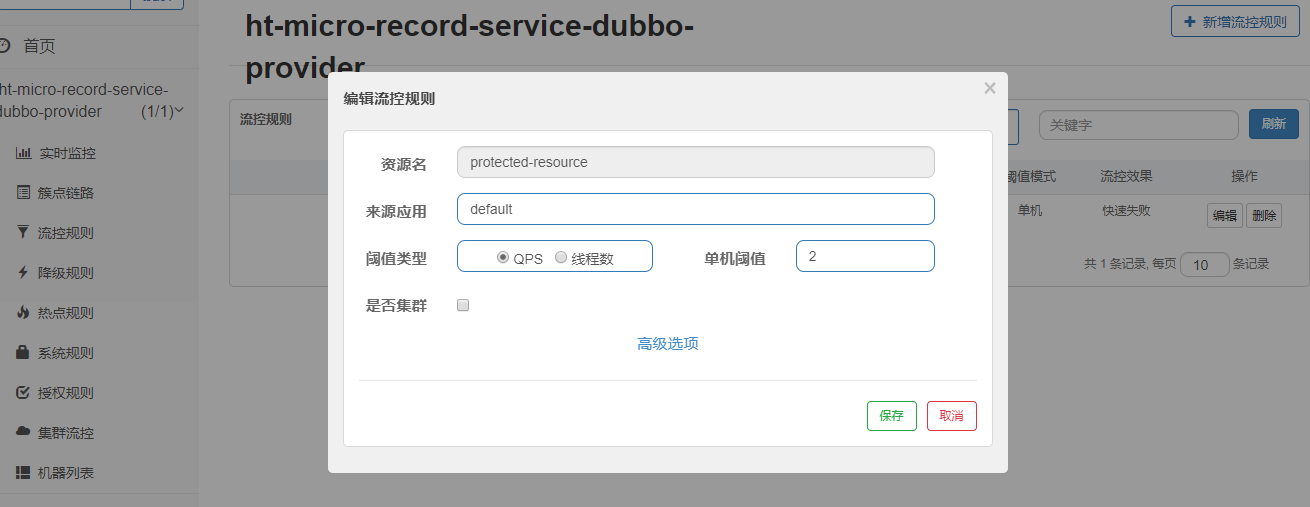 首页
ht-micro-record-service-
dubbo-provider (1/1)
实时监控
簇点链路
流控规则
降级规则
热点规则
系统规则
授权规则
集群流控
机器列表
ht-micro-record-service-dubbo-
provider
+ 新增流控规则
流控规则
关键字
刷新
阈值模式 流控效果 操作
单机 快速失败 编辑 删除
共 1 条记录, 每页 10 条记录
编辑流控规则 ×
资源名 protected-resource
来源应用 default
阈值类型 QPS 线程数 单机阈值 2
是否集群
高级选项
保存 取消